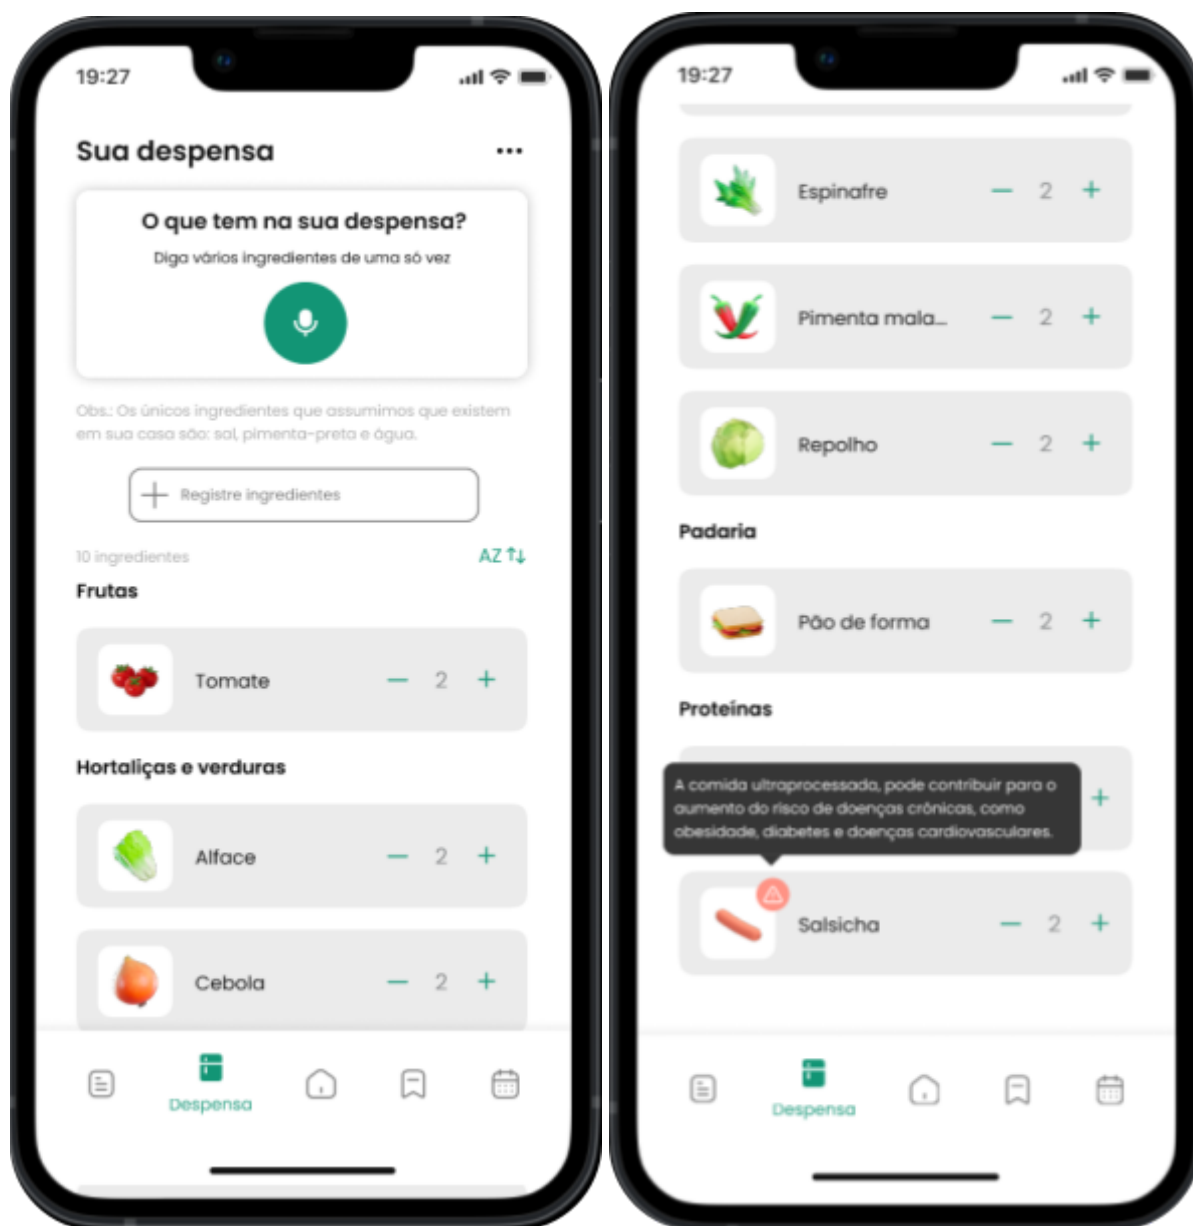 19:27
Sua despensa
O que tem na sua despensa?
Diga vários ingredientes de uma só vez
Obs.: Os únicos ingredientes que assumimos que existem
em sua casa são: sal, pimenta-preta e água.
Registre ingredientes
10 ingredientes AZ
Frutas
Tomate 2
Hortaliças e verduras
Alface 2
Cebola 2
Despensa
19:27
Espinafre 2
Pimenta mala... 2
Repolho 2
Padaria
Pão de forma 2
Proteínas
A comida ultraprocessada, pode contribuir para o
aumento do risco de doenças crônicas, como
obesidade, diabetes e doenças cardiovasculares.
Salsicha 2
Despensa